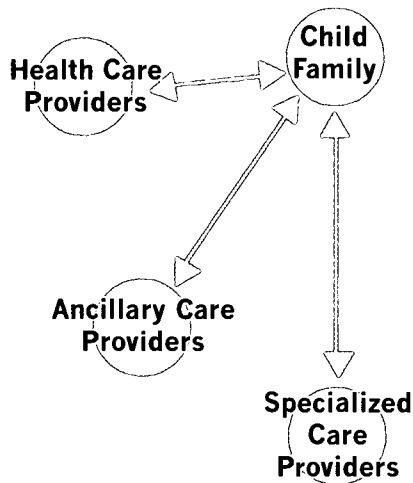 Child
Family
Health Care
Providers
Ancillary Care
Providers
Specialized
Care
Providers